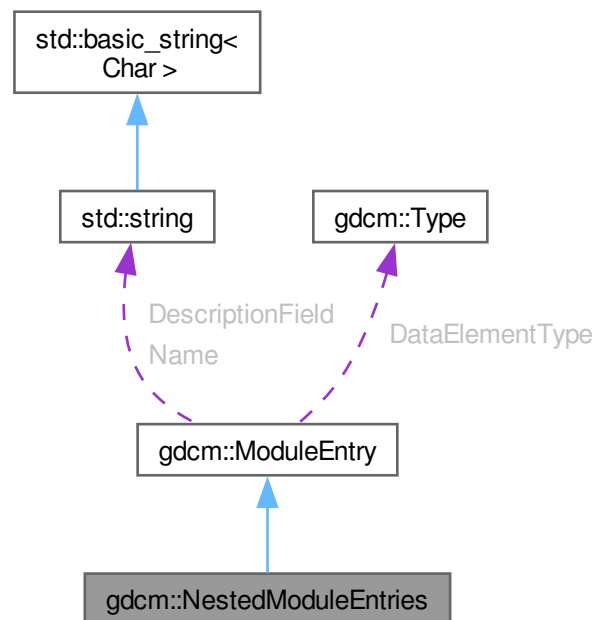 std::basic_string<
Char >
std::string
gdcm::Type
DescriptionField
Name
DataElementType
gdcm::ModuleEntry
gdcm::NestedModuleEntries